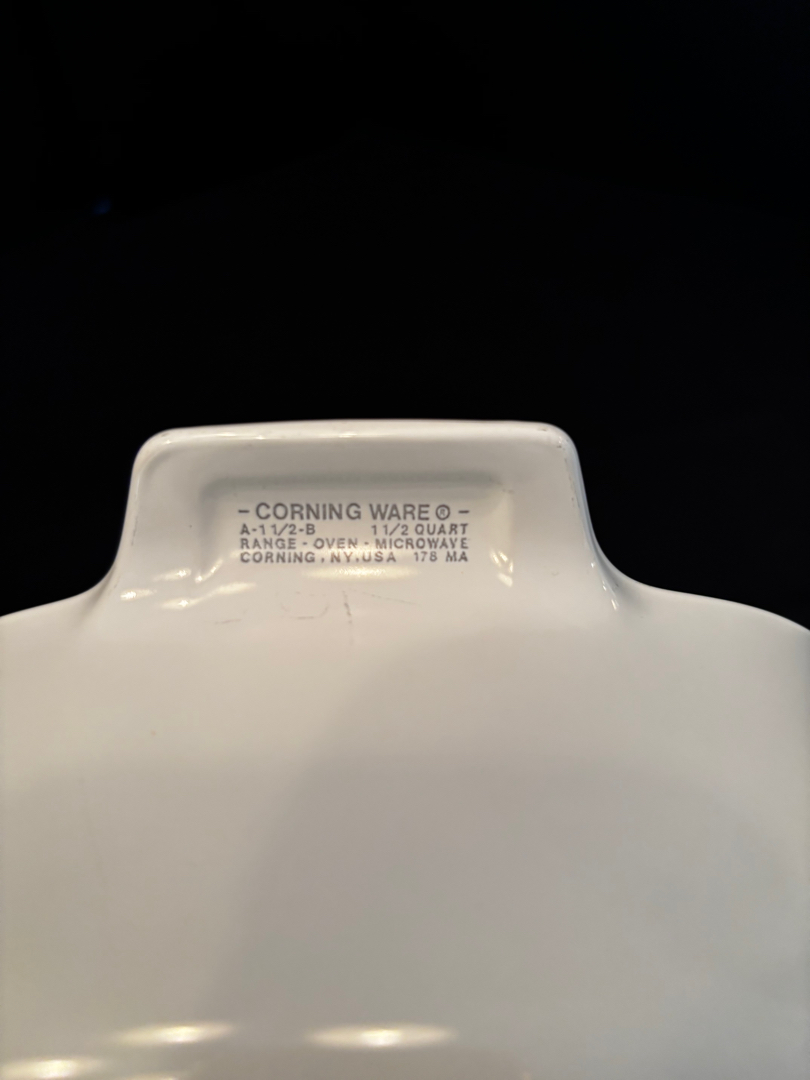 - CORNING WARE ® -
A-1 1/2-B 1 1/2 QUART
RANGE - OVEN - MICROWAVE
CORNING, NY. USA 178 MA